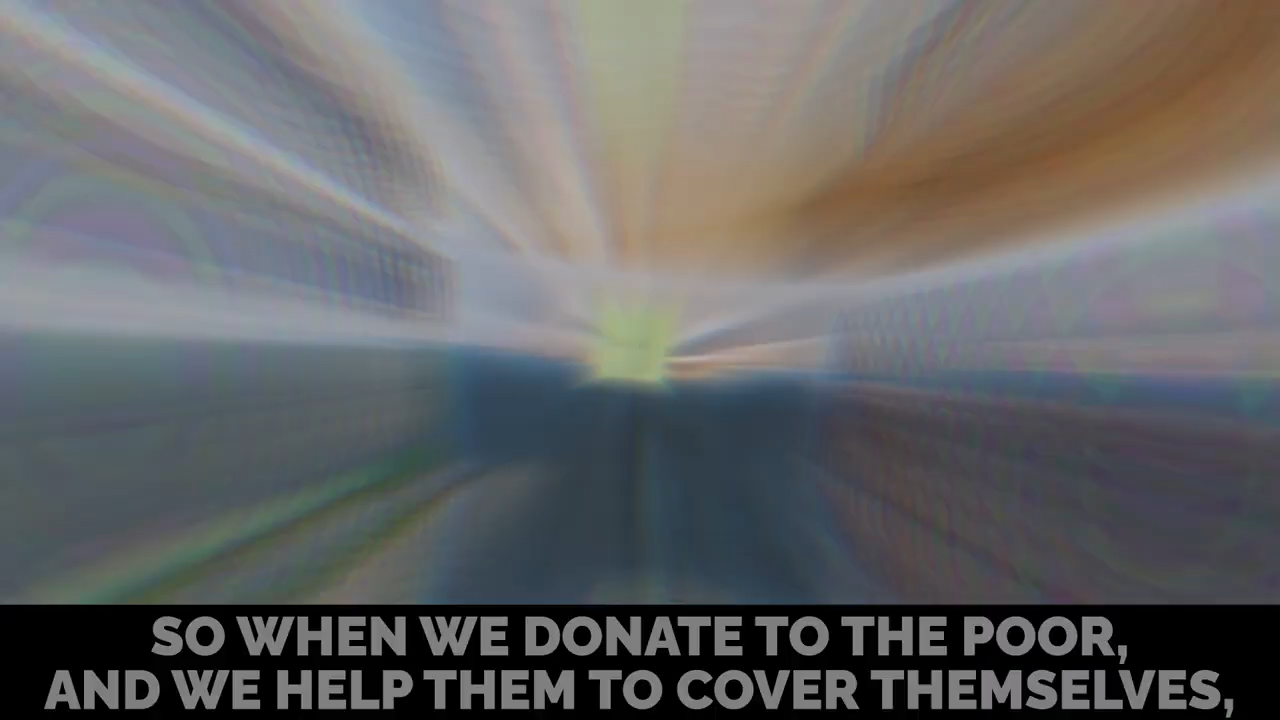 SO WHEN WE DONATE TO THE POOR,
AND WE HELP THEM TO COVER THEMSELVES,